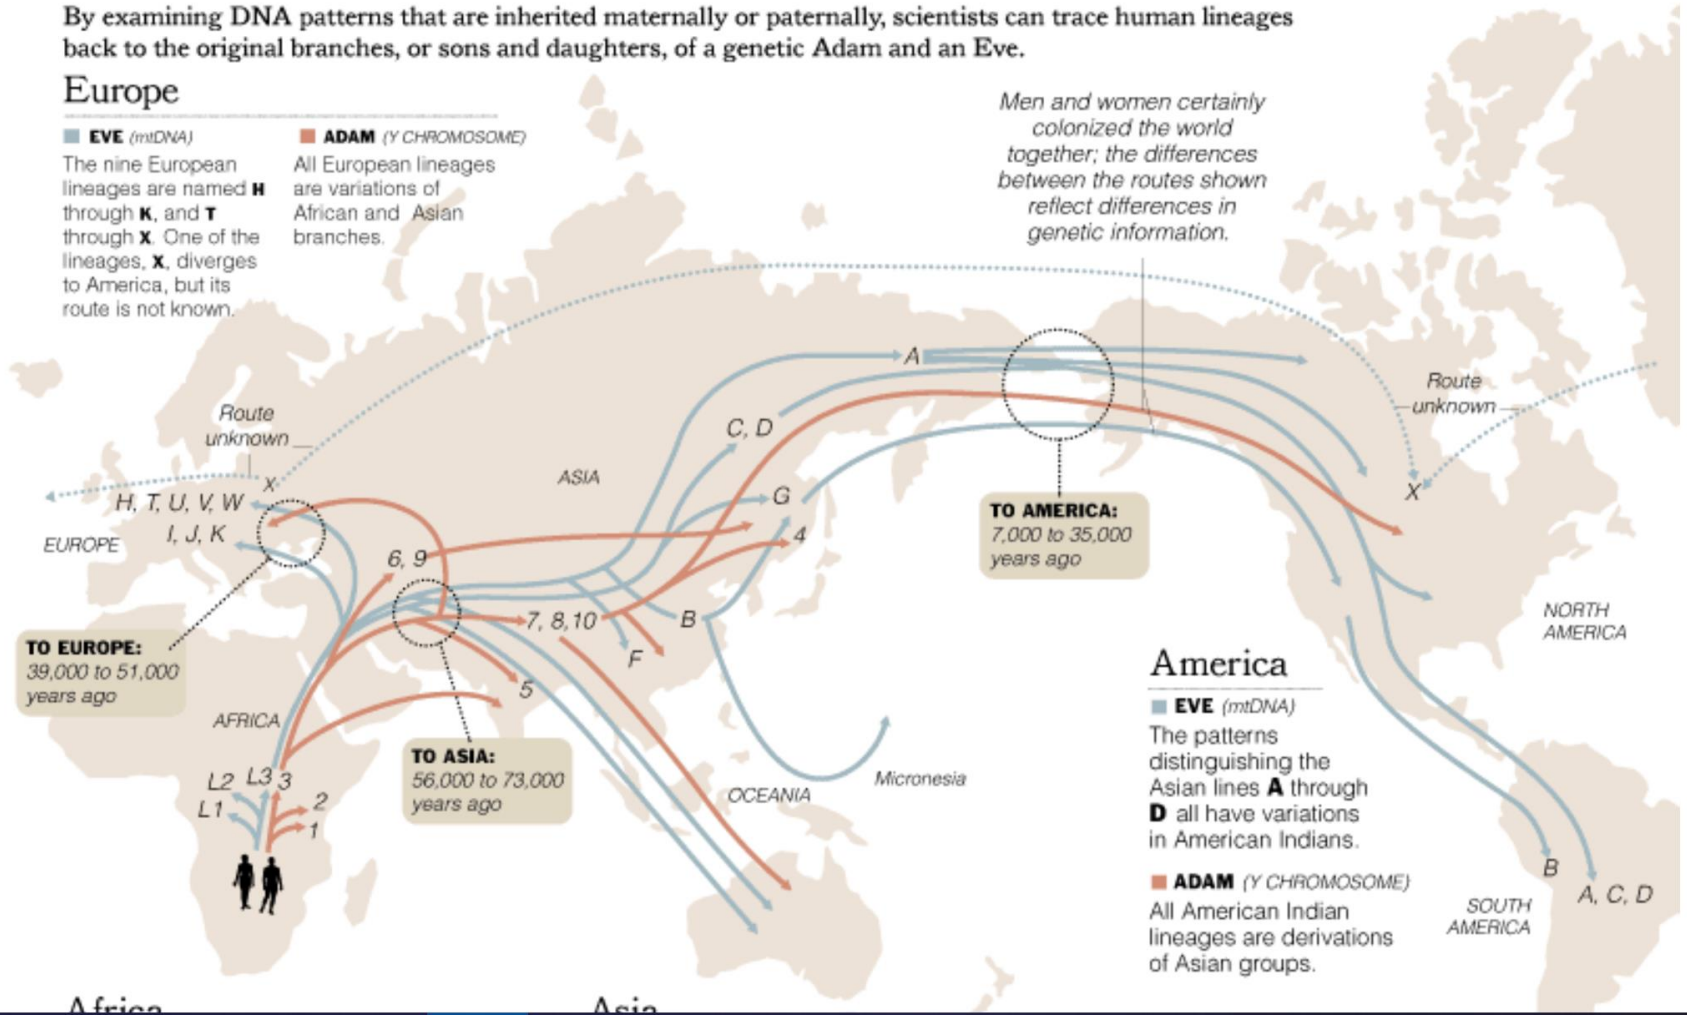 By examining DNA patterns that are inherited maternally or paternally, scientists can trace human lineages
back to the original branches, or sons and daughters, of a genetic Adam and an Eve.
Europe
EVE (mtDNA)
The nine European
lineages are named H
through K, and T
through X. One of the
lineages, X, diverges
to America, but its
route is not known.
ADAM (Y CHROMOSOME)
All European lineages
are variations of
African and Asian
branches.
Men and women certainly
colonized the world
together; the differences
between the routes shown
reflect differences in
genetic information.
Route
unknown
X
H, T, U, V, W
I, J, K
EUROPE
ASIA
A
C, D
G
4
6, 9
7, 8,10
B
F
5
Route
unknown
X
TO AMERICA:
7,000 to 35,000
years ago
TO EUROPE:
39,000 to 51,000
years ago
TO ASIA:
56,000 to 73,000
years ago
AFRICA
L2
L3
3
L1
2
1
OCEANIA
Micronesia
NORTH
AMERICA
America
EVE (mtDNA)
The patterns
distinguishing the
Asian lines A through
D all have variations
in American Indians.
ADAM (Y CHROMOSOME)
All American Indian
lineages are derivations
of Asian groups.
B
A, C, D
SOUTH
AMERICA
Africa
Asia